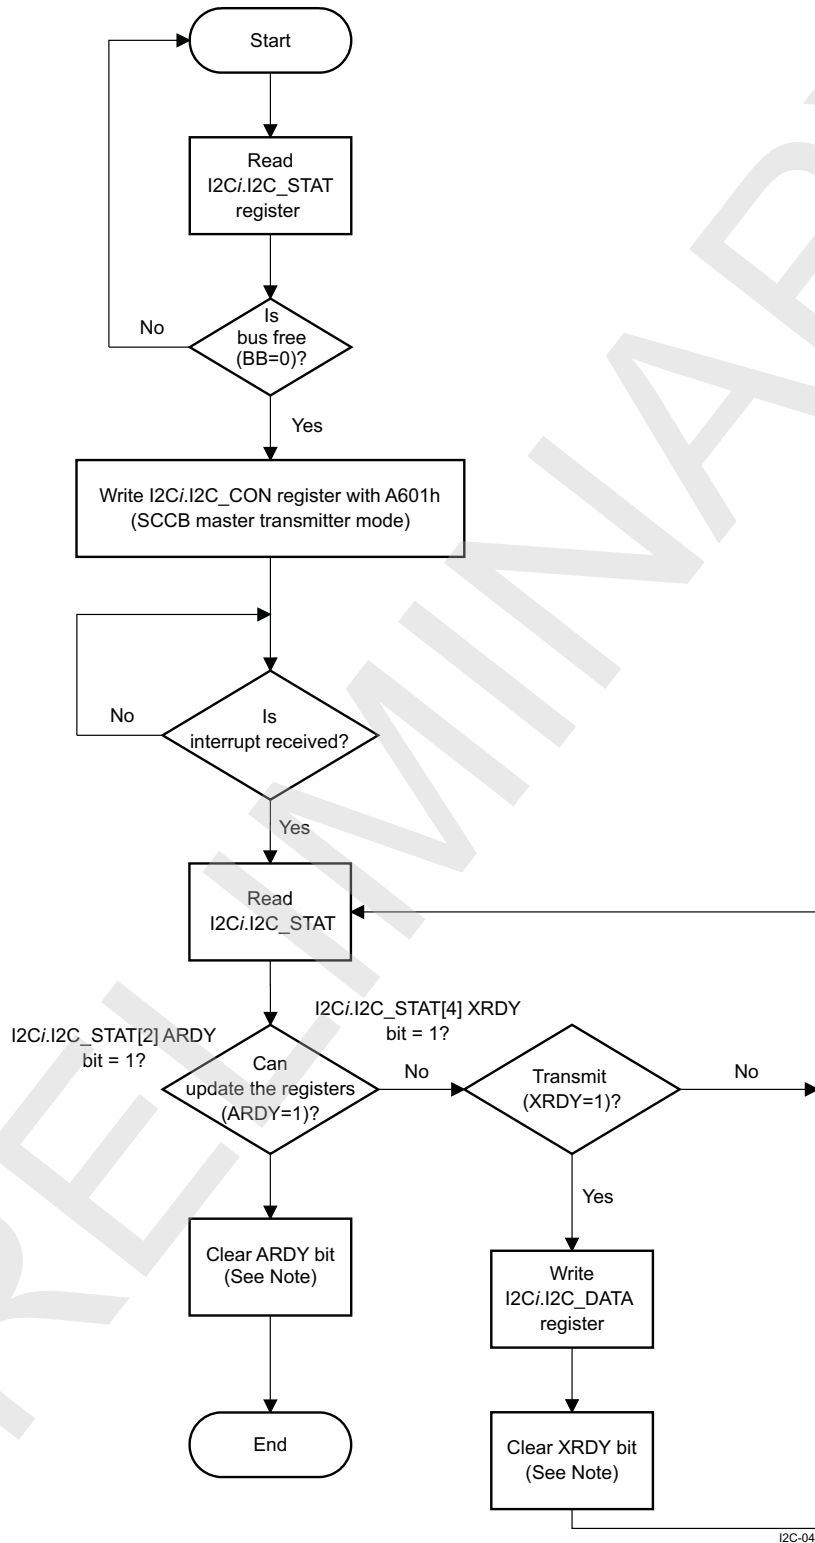 Start
Read
I2Ci.I2C_STAT
register
Is
bus free
(BB=0)?
No
Yes
Write I2Ci.I2C_CON register with A601h
(SCCB master transmitter mode)
Is
interrupt received?
No
Yes
Read
I2Ci.I2C_STAT
I2Ci.I2C_STAT[2] ARDY
bit = 1?
I2Ci.I2C_STAT[4] XRDY
bit = 1?
Can
update the registers
(ARDY=1)?
No
Transmit
(XRDY=1)?
No
Yes
Clear ARDY bit
(See Note)
Write
I2Ci.I2C_DATA
register
End
Clear XRDY bit
(See Note)
I2C-04